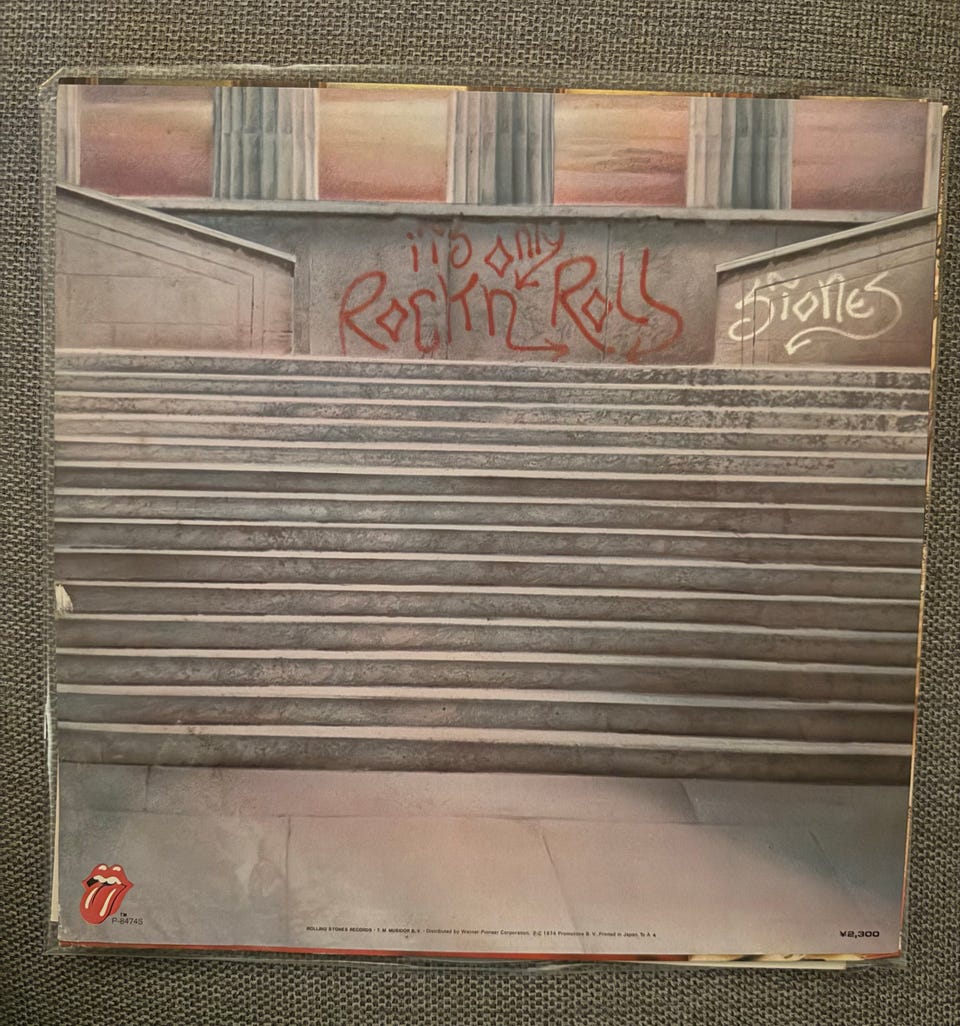 it's only
Rock'n Roll
Stones
TM
P-8474S
ROLLING STONES RECORDS · T. M. MUSIDOR B. V. · Distributed by Warner-Pioneer Corporation. ℗© 1974 Promotone B. V. Printed in Japan.
¥2,300